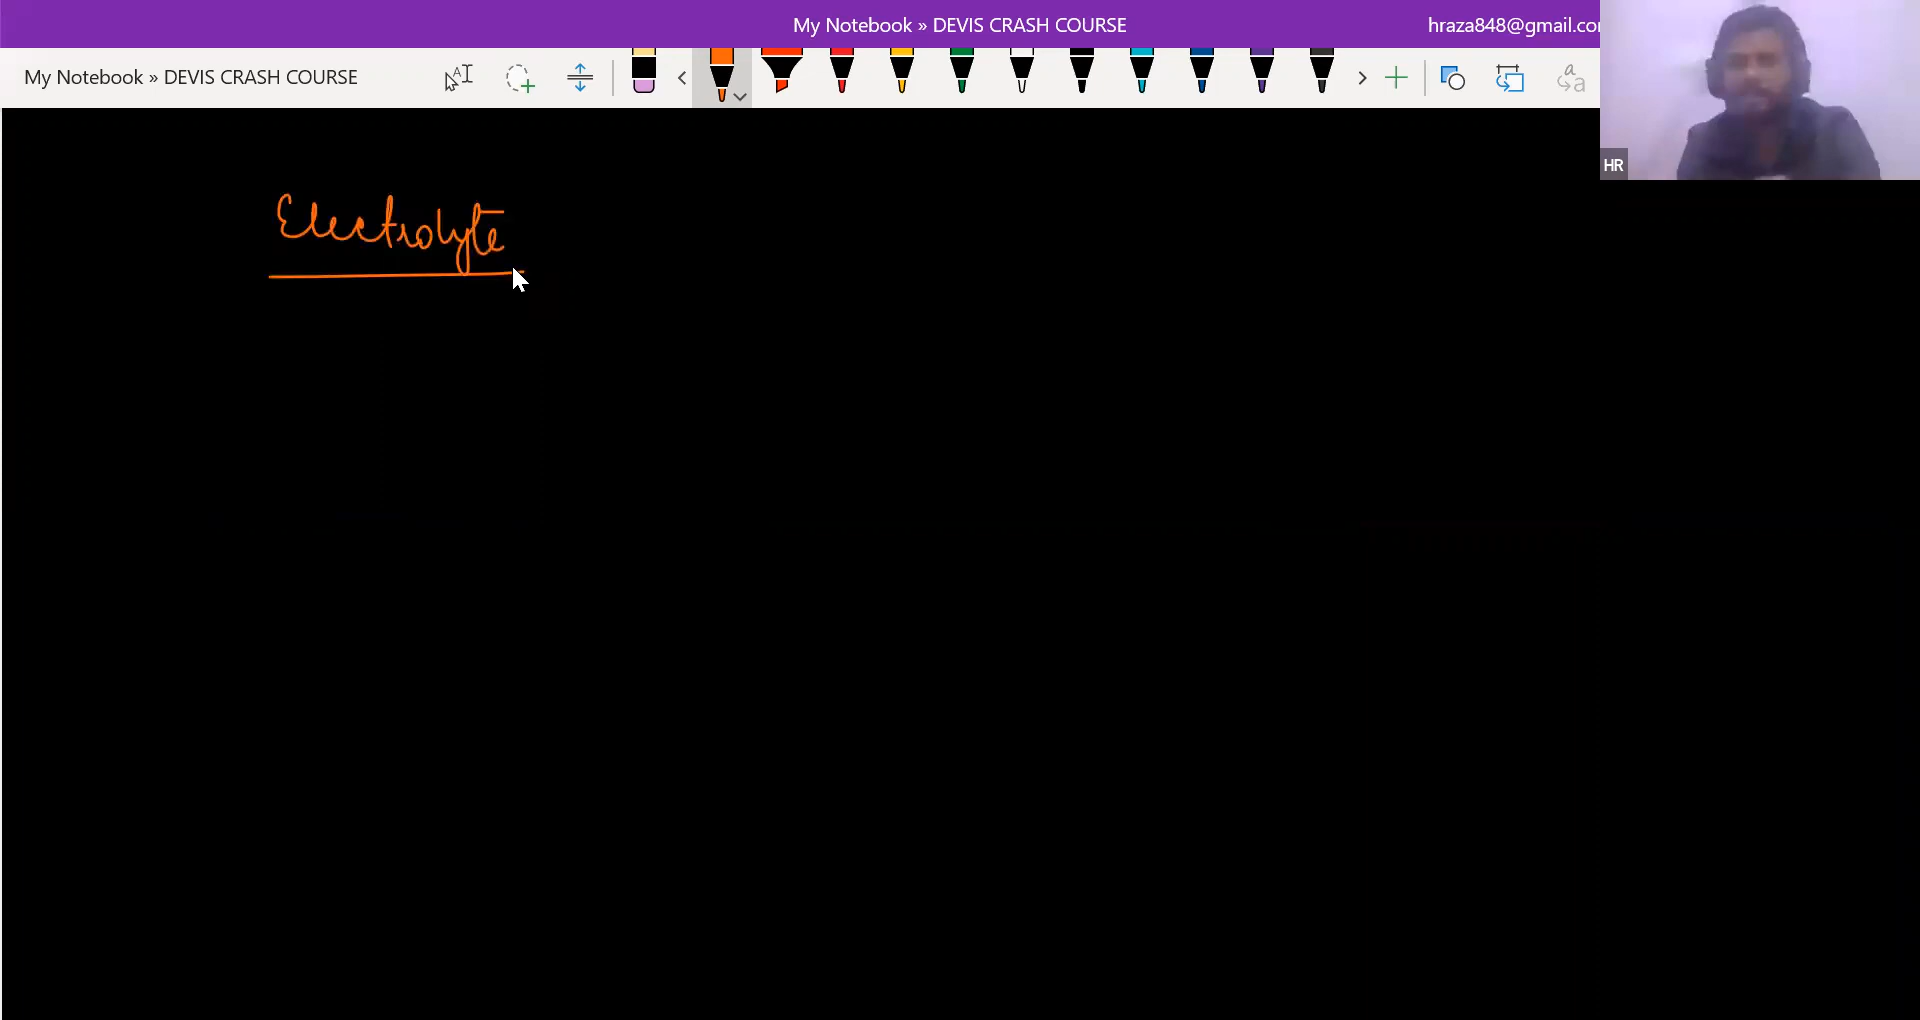 My Notebook » DEVIS CRASH COURSE
hraza848@gmail.co
My Notebook » DEVIS CRASH COURSE
HR
Electrolyte